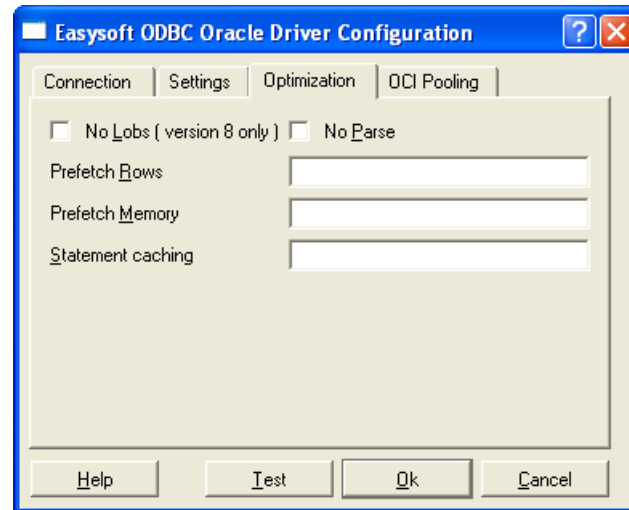 Easysoft ODBC Oracle Driver Configuration
Connection Settings Optimization OCI Pooling
No Lobs ( version 8 only ) No Parse
Prefetch Rows
Prefetch Memory
Statement caching
Help Test Ok Cancel